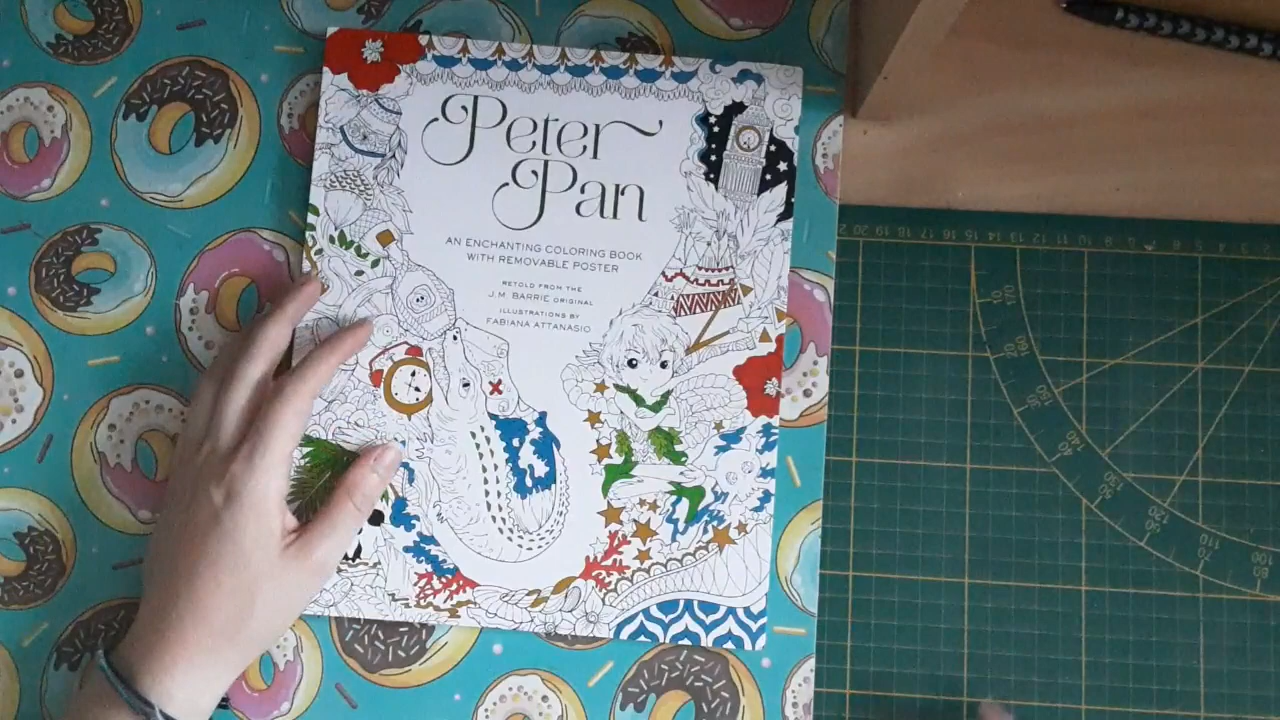 Peter
Pan
AN ENCHANTING COLORING BOOK
WITH REMOVABLE POSTER
RETOLD FROM THE
J.M. BARRIE ORIGINAL
ILLUSTRATIONS BY
FABIANA ATTANASIO